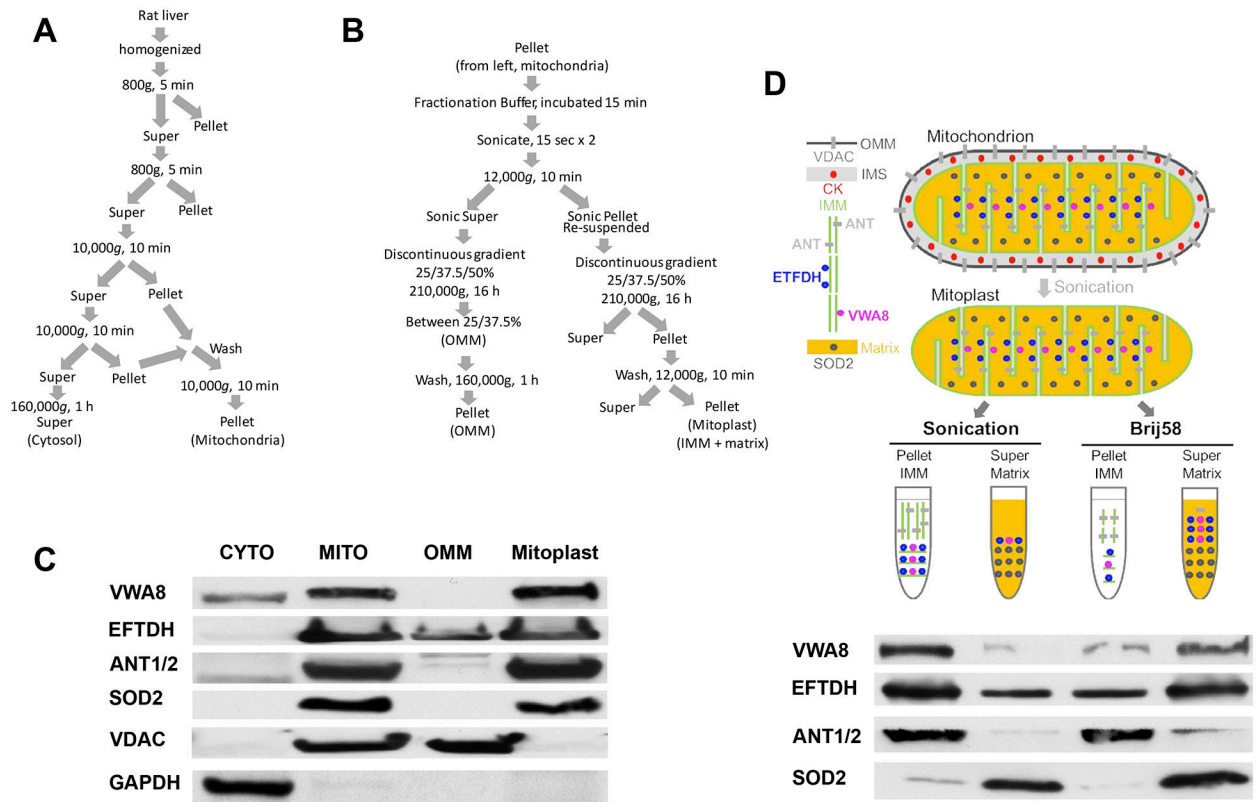 A
Rat liver
homogenized
800g, 5 min
Super
Pellet
800g, 5 min
Super
Pellet
10,000g, 10 min
Super
Pellet
10,000g, 10 min
Wash
Super
Pellet
10,000g, 10 min
160,000g, 1 h
Super
(Cytosol)
Pellet
(Mitochondria)
B
Pellet
(from left, mitochondria)
Fractionation Buffer, incubated 15 min
Sonicate, 15 sec x 2
12,000g, 10 min
Sonic Super
Discontinuous gradient
25/37.5/50%
210,000g, 16 h
Between 25/37.5%
(OMM)
Wash, 160,000g, 1 h
Pellet
(OMM)
Sonic Pellet
Re-suspended
Discontinuous gradient
25/37.5/50%
210,000g, 16 h
Super
Pellet
Wash, 12,000g, 10 min
Super
Pellet
(Mitoplast)
(IMM + matrix)
C
CYTO MITO OMM Mitoplast
VWA8
EFTDH
ANT1/2
SOD2
VDAC
GAPDH
D
Mitochondrion
OMM
VDAC
IMS
CK
IMM
ANT
ANT
ETFDH
VWA8
Matrix
SOD2
Sonication
Mitoplast
Sonication Brij58
Pellet Super Pellet Super
IMM Matrix IMM Matrix
VWA8
EFTDH
ANT1/2
SOD2